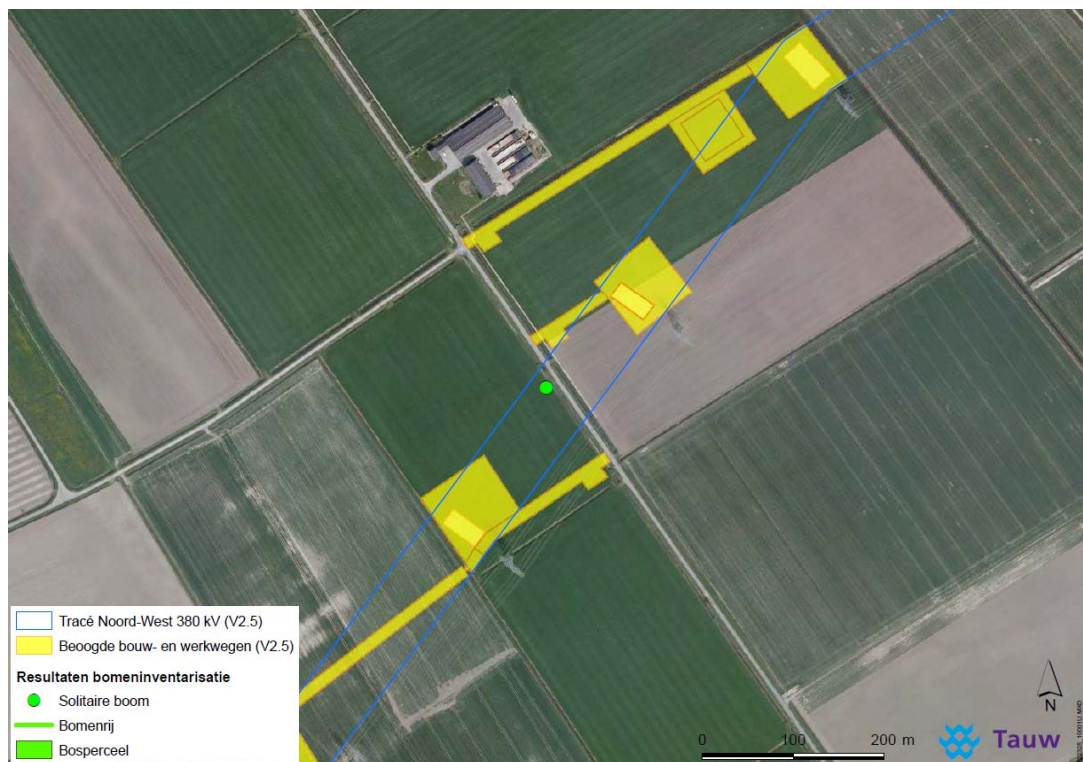 Tracé Noord-West 380 kV (V2.5)
Beoogde bouw- en werkwegen (V2.5)
Resultaten bomeninventarisatie
Solitaire boom
Bomenrij
Bosperceel
N
0 100 200 m
Tauw